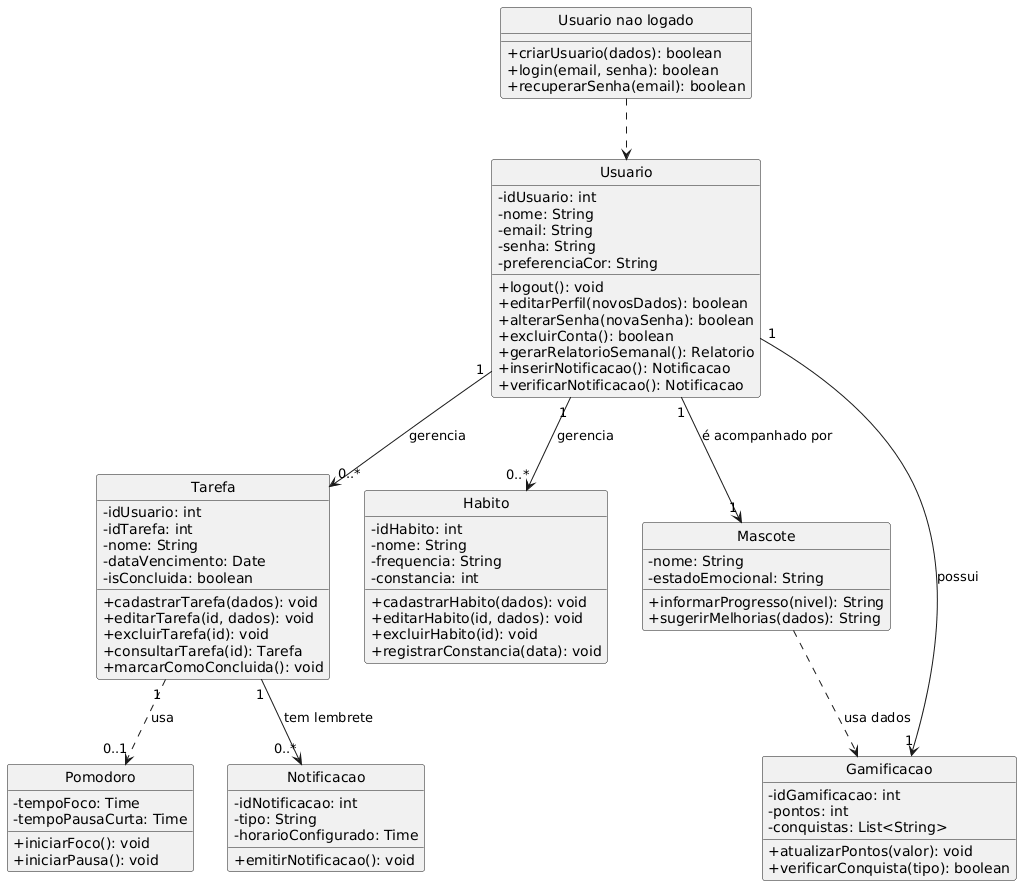 Usuario nao logado
+criarUsuario(dados): boolean
+login(email, senha): boolean
+recuperarSenha(email): boolean
Usuario
-idUsuario: int
-nome: String
-email: String
-senha: String
-preferenciaCor: String
+logout(): void
+editarPerfil(novosDados): boolean
+alterarSenha(novaSenha): boolean
+excluirConta(): boolean
+gerarRelatorioSemanal(): Relatorio
+inserirNotificacao(): Notificacao
+verificarNotificacao(): Notificacao
1
1
1
1
gerencia
gerencia
é acompanhado por
0..*
0..*
1
Tarefa
-idUsuario: int
-idTarefa: int
-nome: String
-dataVencimento: Date
-isConcluida: boolean
+cadastrarTarefa(dados): void
+editarTarefa(id, dados): void
+excluirTarefa(id): void
+consultarTarefa(id): Tarefa
+marcarComoConcluida(): void
Habito
-idHabito: int
-nome: String
-frequencia: String
-constancia: int
+cadastrarHabito(dados): void
+editarHabito(id, dados): void
+excluirHabito(id): void
+registrarConstancia(data): void
Mascote
-nome: String
-estadoEmocional: String
+informarProgresso(nivel): String
+sugerirMelhorias(dados): String
possui
1
1
usa
tem lembrete
usa dados
0..1
0..*
1
Pomodoro
-tempoFoco: Time
-tempoPausaCurta: Time
+iniciarFoco(): void
+iniciarPausa(): void
Notificacao
-idNotificacao: int
-tipo: String
-horarioConfigurado: Time
+emitirNotificacao(): void
Gamificacao
-idGamificacao: int
-pontos: int
-conquistas: List<String>
+atualizarPontos(valor): void
+verificarConquista(tipo): boolean